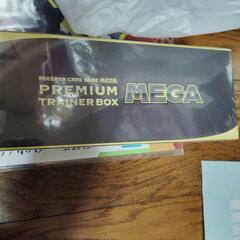 POKÉMON CARD GAME MEGA
PREMIUM
TRAINER BOX
MEGA